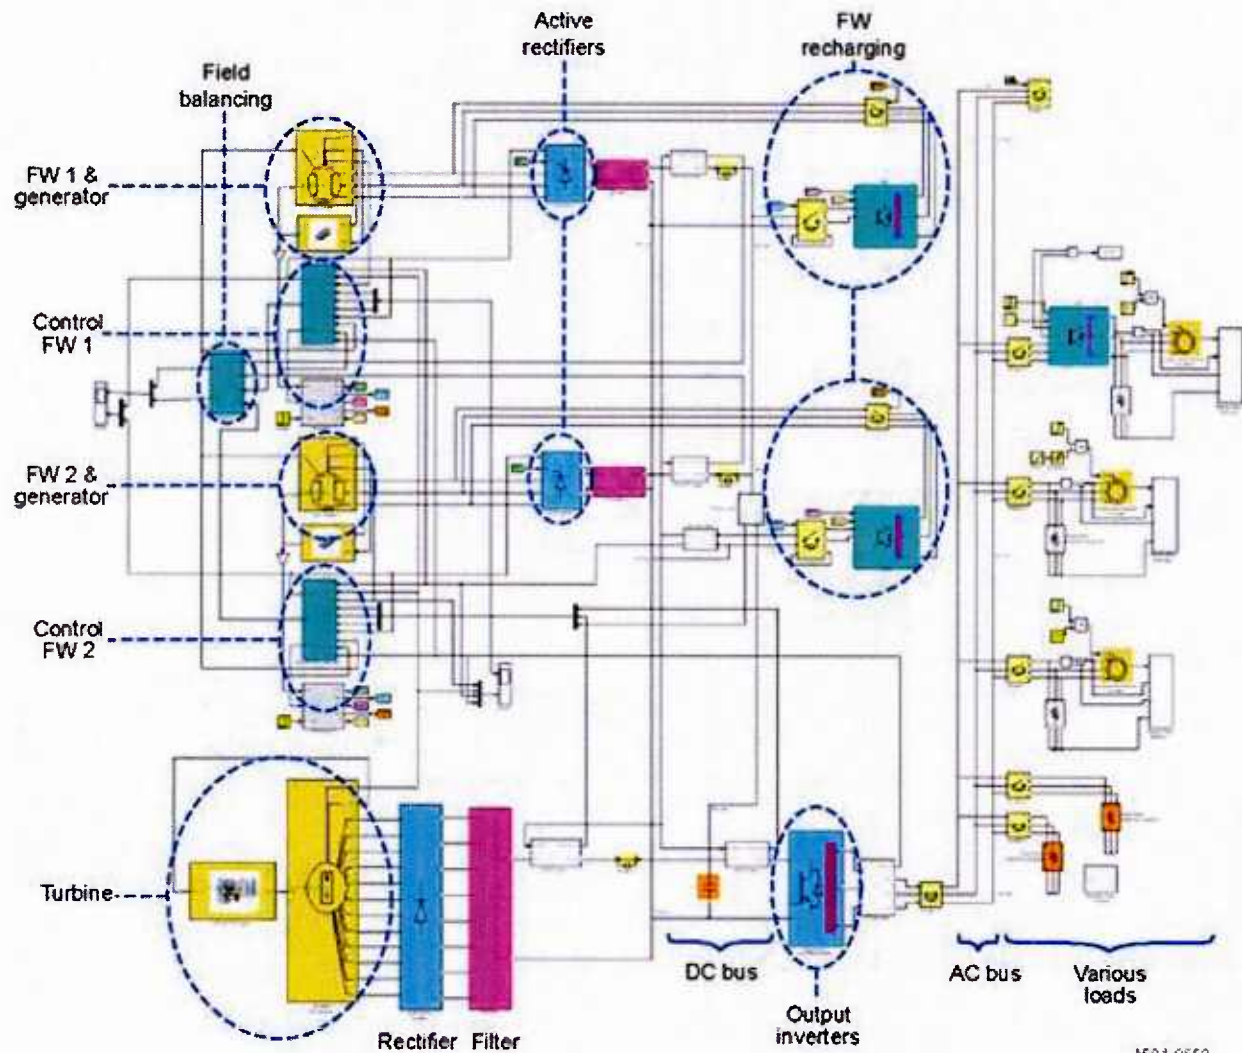 Active
rectifiers
FW
recharging
Field
balancing
FW 1 &
generator
Control
FW 1
FW 2 &
generator
Control
FW 2
Turbine
Rectifier
Filter
DC bus
Output
inverters
AC bus
Various
loads